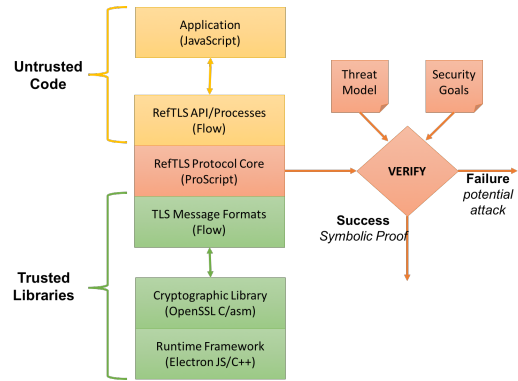 Untrusted
Code
Application
(JavaScript)
RefTLS API/Processes
(Flow)
RefTLS Protocol Core
(ProScript)
TLS Message Formats
(Flow)
Trusted
Libraries
Cryptographic Library
(OpenSSL C/asm)
Runtime Framework
(Electron JS/C++)
Threat
Model
Security
Goals
VERIFY
Failure
potential
attack
Success
Symbolic Proof